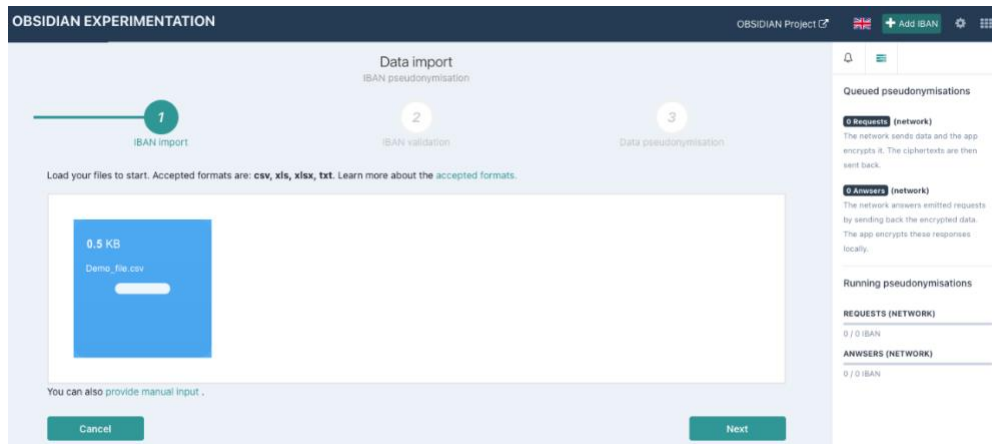 OBSIDIAN EXPERIMENTATION
OBSIDIAN Project
Add IBAN
Data import
IBAN pseudonymisation
1
2
3
IBAN import
IBAN validation
Data pseudonymisation
Load your files to start. Accepted formats are: csv, xls, xlsx, txt. Learn more about the accepted formats.
0.5 KB
Demo_file.csv
You can also provide manual input .
Cancel
Next
Queued pseudonymisations
0 Requests (network)
The network sends data and the app
encrypts it. The ciphertexts are then
sent back.
0 Anwsers (network)
The network answers emitted requests
by sending back the encrypted data.
The app encrypts these responses
locally.
Running pseudonymisations
REQUESTS (NETWORK)
0 / 0 IBAN
ANWSERS (NETWORK)
0 / 0 IBAN